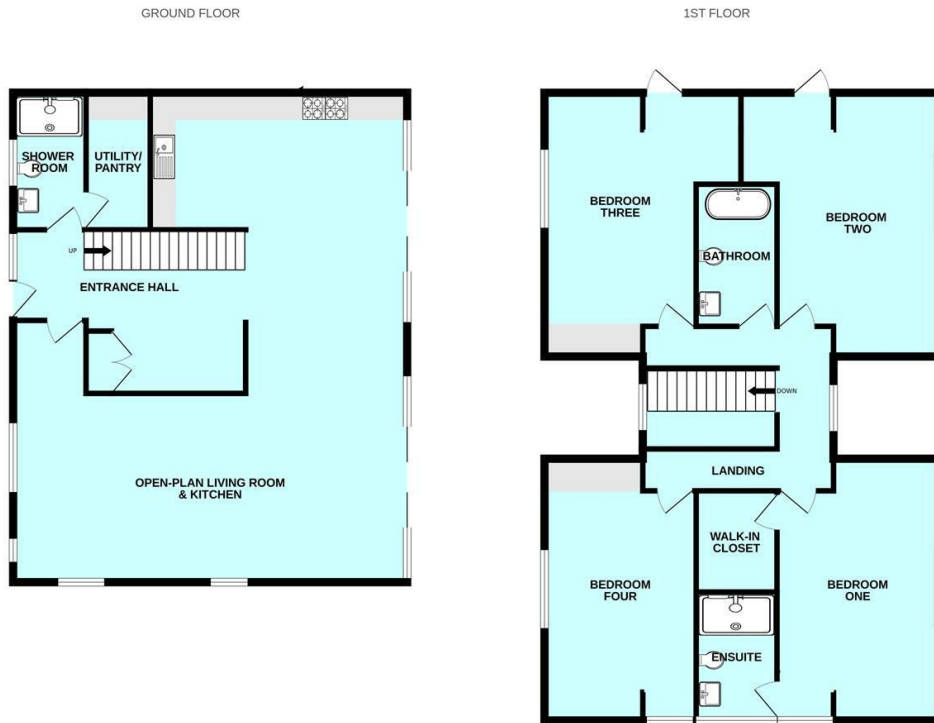 GROUND FLOOR
SHOWER
ROOM
UTILITY/
PANTRY
UP
ENTRANCE HALL
OPEN-PLAN LIVING ROOM
& KITCHEN
1ST FLOOR
BEDROOM
THREE
BEDROOM
TWO
BATHROOM
DOWN
LANDING
WALK-IN
CLOSET
BEDROOM
FOUR
BEDROOM
ONE
ENSUITE